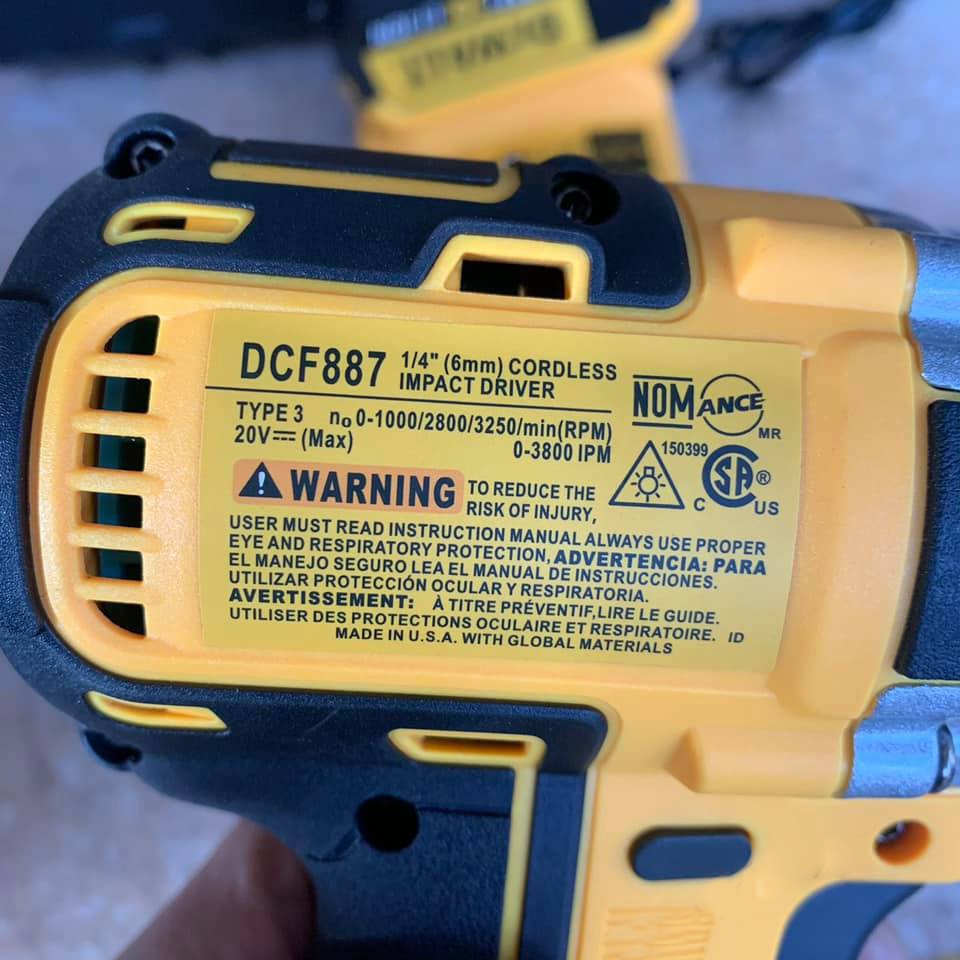 DCF887 1/4" (6mm) CORDLESS
IMPACT DRIVER
TYPE 3 no 0-1000/2800/3250/min(RPM)
20V⎓ (Max) 0-3800 IPM
NOM ANCE
MR
150399
C SA ® US
WARNING TO REDUCE THE
RISK OF INJURY,
USER MUST READ INSTRUCTION MANUAL ALWAYS USE PROPER
EYE AND RESPIRATORY PROTECTION, ADVERTENCIA: PARA
EL MANEJO SEGURO LEA EL MANUAL DE INSTRUCCIONES.
UTILIZAR PROTECCIÓN OCULAR Y RESPIRATORIA.
AVERTISSEMENT: À TITRE PRÉVENTIF,LIRE LE GUIDE.
UTILISER DES PROTECTIONS OCULAIRE ET RESPIRATOIRE. ID
MADE IN U.S.A. WITH GLOBAL MATERIALS